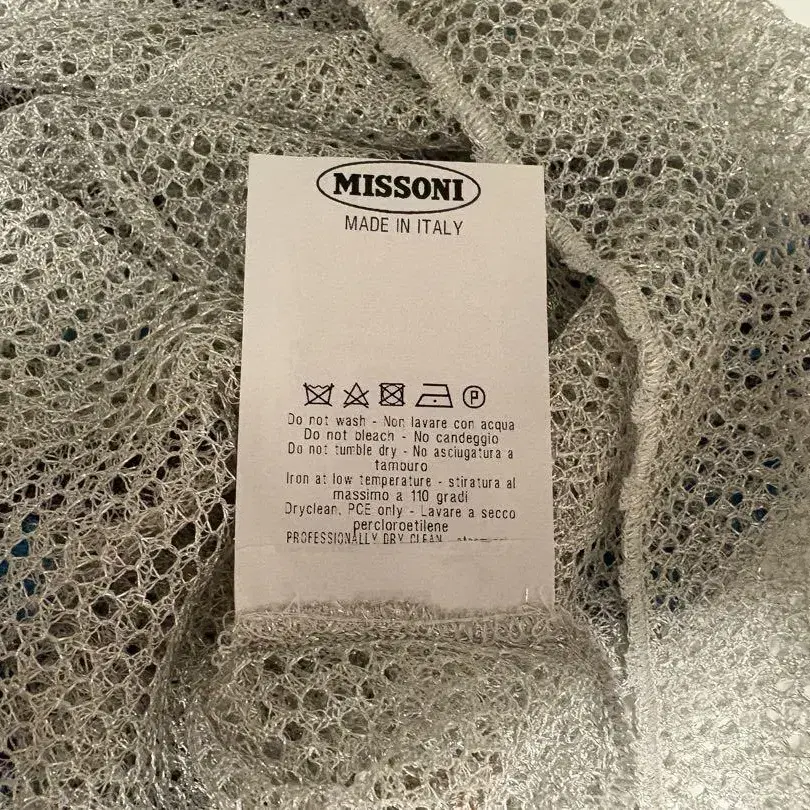 MISSONI
MADE IN ITALY
P
Do not wash - Non lavare con acqua
Do not bleach - No candeggio
Do not tumble dry - No asciugatura a
tamburo
Iron at low temperature - stiratura al
massimo a 110 gradi
Dryclean, PCE only - Lavare a secco
percloroetilene
PROFESSIONALLY DRY CLEAN